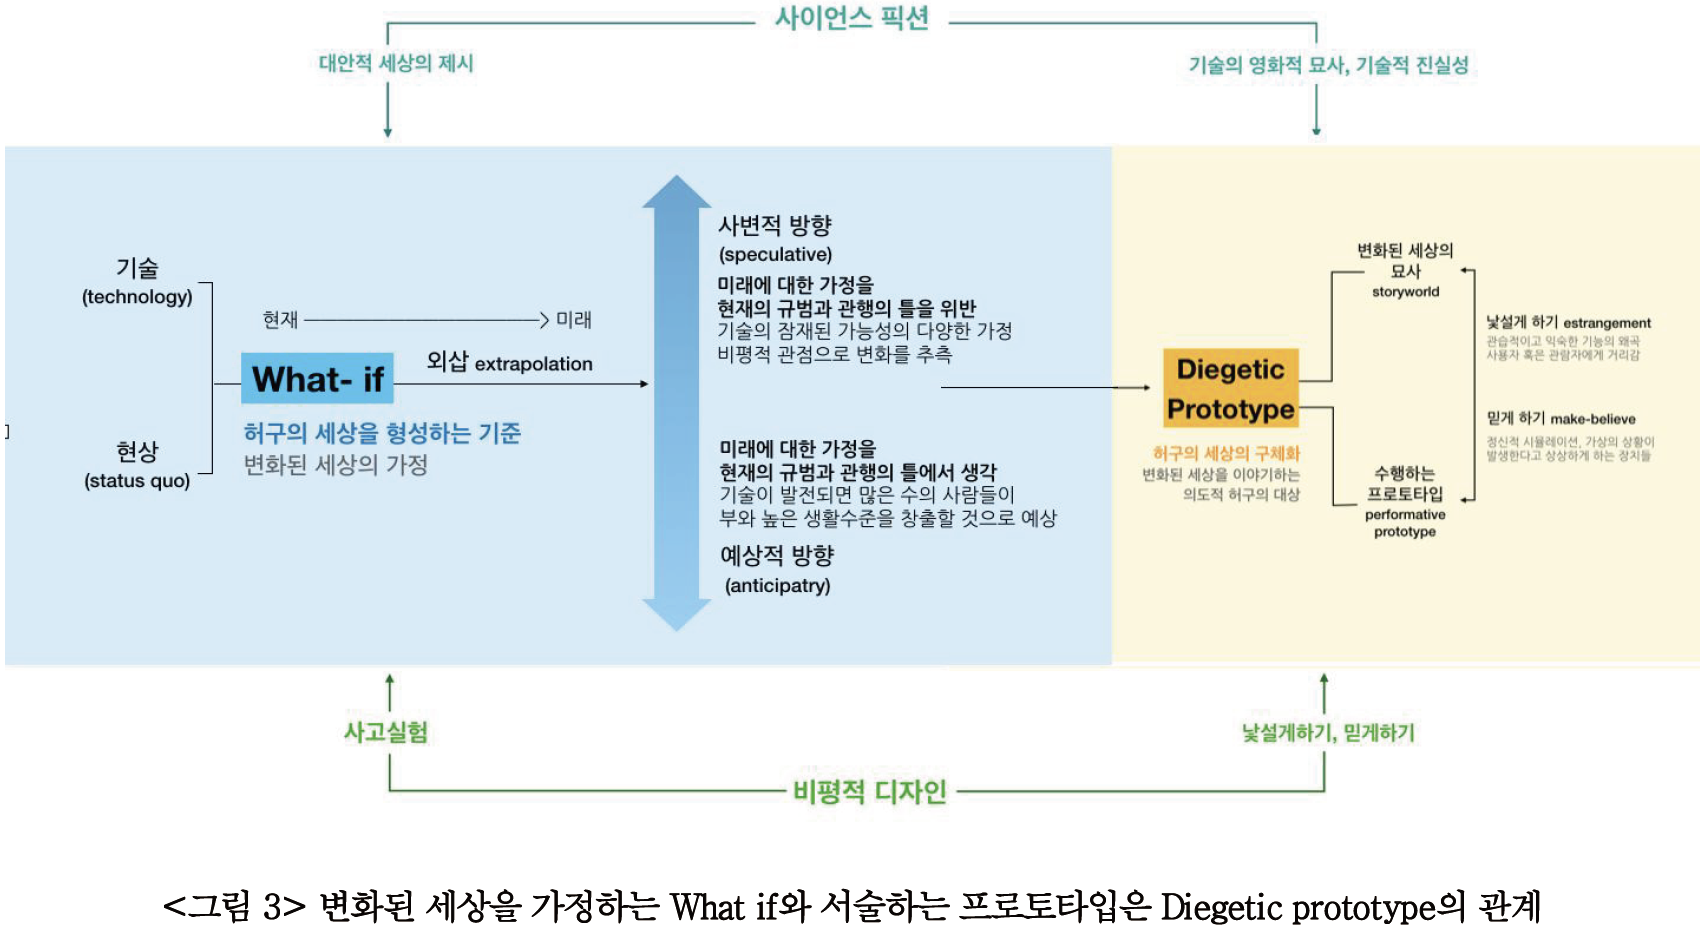 사이언스 픽션
대안적 세상의 제시
기술의 영화적 묘사, 기술적 진실성
기술
(technology)
현상
(status quo)
현재
미래
What- if
외삽 extrapolation
허구의 세상을 형성하는 기준
변화된 세상의 가정
사변적 방향
(speculative)
미래에 대한 가정을
현재의 규범과 관행의 틀을 위반
기술의 잠재된 가능성의 다양한 가정
비평적 관점으로 변화를 추측
미래에 대한 가정을
현재의 규범과 관행의 틀에서 생각
기술이 발전되면 많은 수의 사람들이
부와 높은 생활수준을 창출할 것으로 예상
예상적 방향
(anticipatry)
Diegetic
Prototype
허구의 세상의 구체화
변화된 세상을 이야기하는
의도적 허구의 대상
변화된 세상의
묘사
storyworld
수행하는
프로토타입
performative
prototype
낯설게 하기 estrangement
관습적이고 익숙한 기능의 왜곡
사용자 혹은 관람자에게 거리감
믿게 하기 make-believe
정신적 시뮬레이션, 가상의 상황이
발생한다고 상상하게 하는 장치들
사고실험
낯설게하기, 믿게하기
비평적 디자인
<그림 3> 변화된 세상을 가정하는 What if와 서술하는 프로토타입은 Diegetic prototype의 관계